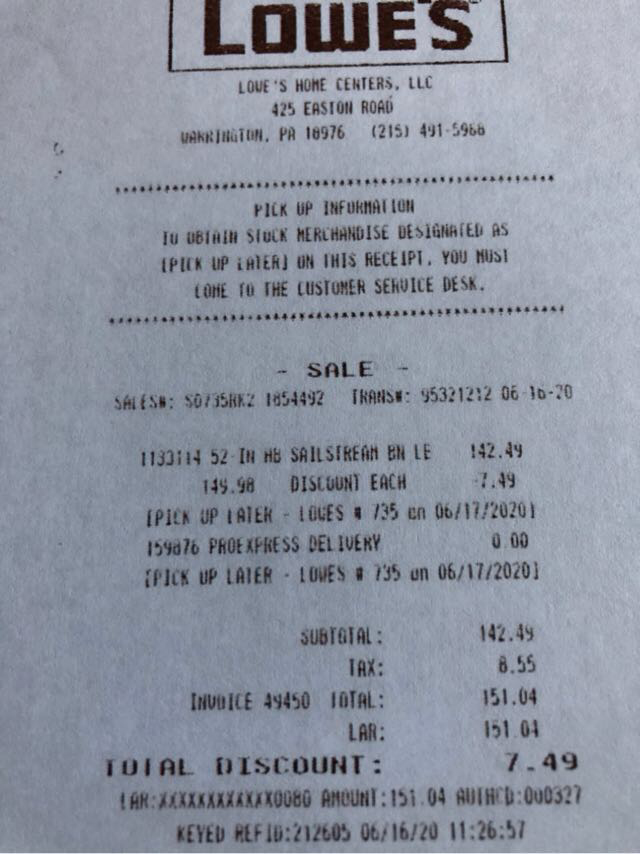 LOWE'S
LOWE'S HOME CENTERS, LLC
425 EASTON ROAD
WARRINGTON, PA 18976 (215) 491-5968
PICK UP INFORMATION
TO OBTAIN STOCK MERCHANDISE DESIGNATED AS
[PICK UP LATER] ON THIS RECEIPT, YOU MUST
COME TO THE CUSTOMER SERVICE DESK.
- SALE -
SALES#: S0735RK2 1854492 TRANS#: 95321212 06-16-20
1133114 52-IN HB SAILSTREAM BN LE 142.49
149.98 DISCOUNT EACH -7.49
[PICK UP LATER - LOWES # 735 on 06/17/2020]
159876 PROEXPRESS DELIVERY 0.00
[PICK UP LATER - LOWES # 735 on 06/17/2020]
SUBTOTAL: 142.49
TAX: 8.55
INVOICE 49450 TOTAL: 151.04
LAR: 151.04
TOTAL DISCOUNT: 7.49
LAR:XXXXXXXXXXXX0080 AMOUNT:151.04 AUTHCD:000327
KEYED REFID:212605 06/16/20 11:26:57